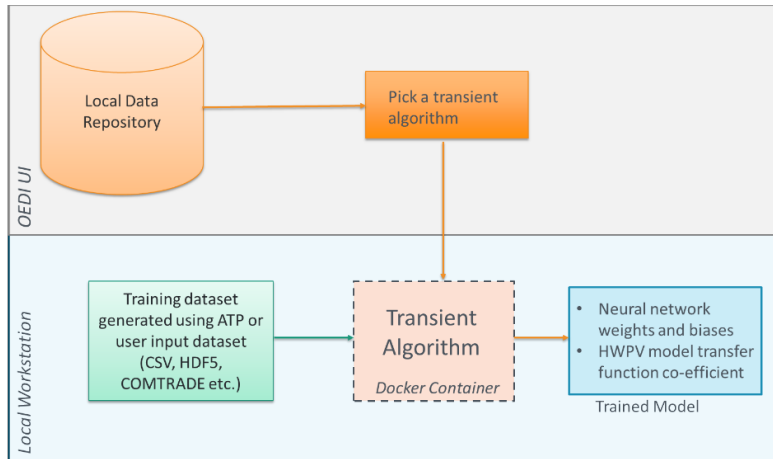 Local Data
Repository
Pick a transient
algorithm
OEDI UI
Training dataset
generated using ATP or
user input dataset
(CSV, HDF5,
COMTRADE etc.)
Transient
Algorithm
Docker Container
• Neural network
weights and biases
• HWPV model transfer
function co-efficient
Trained Model
Local Workstation